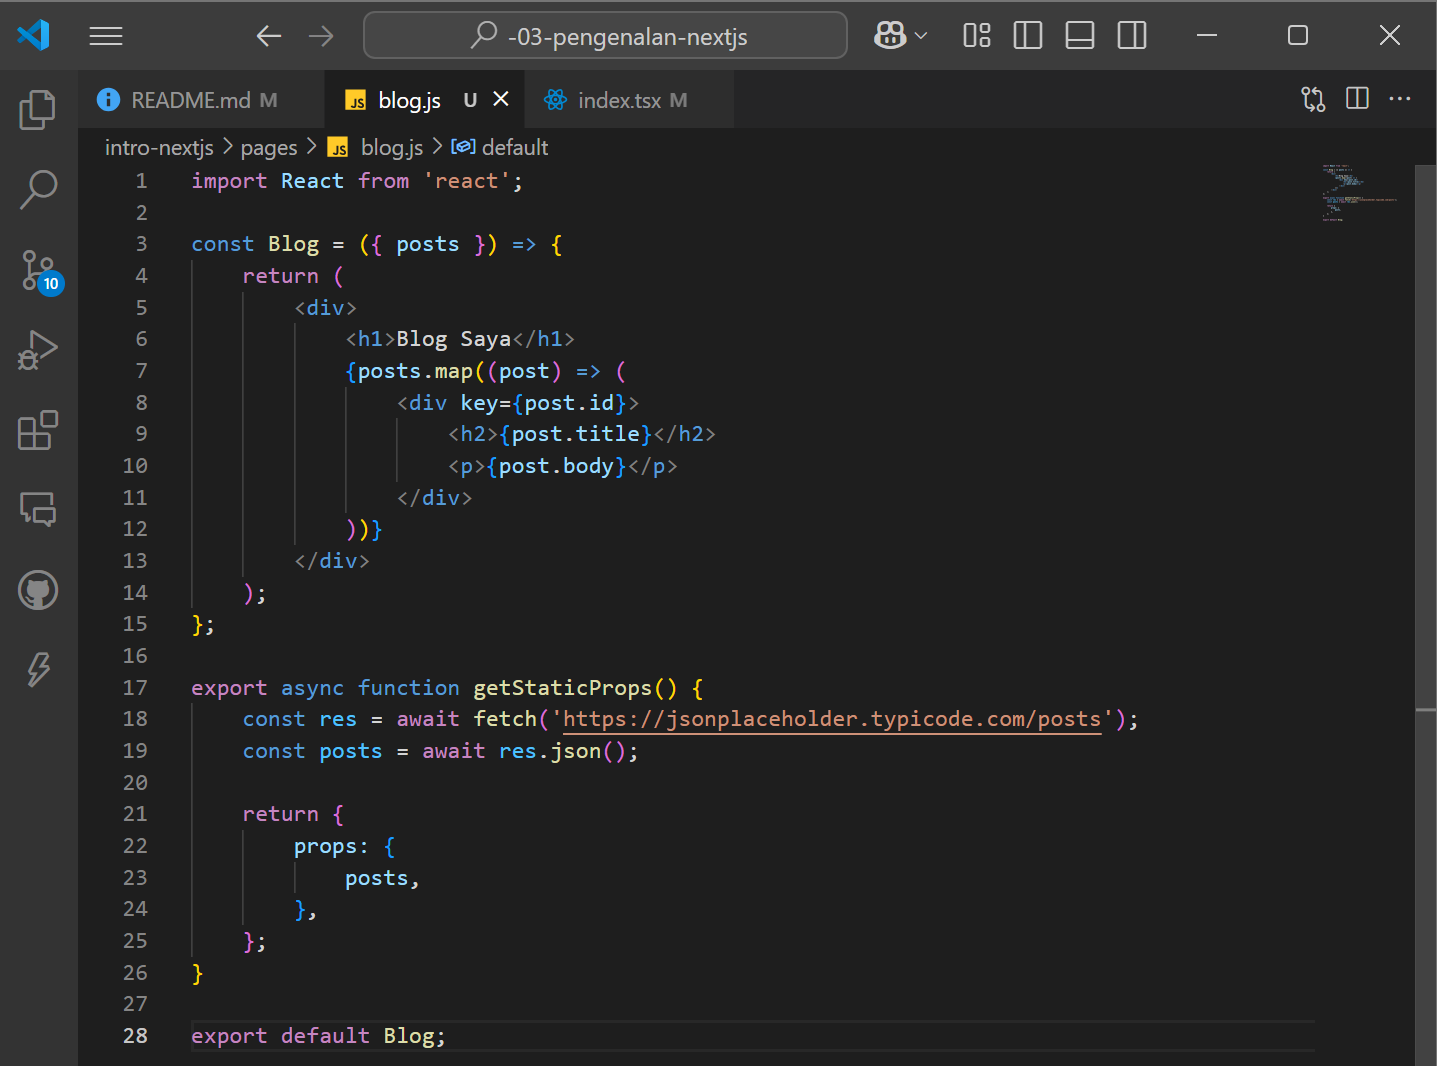 -03-pengenalan-nextjs
README.md M
blog.js U
index.tsx M
intro-nextjs > pages > JS blog.js > default
10
1 import React from 'react';
2
3 const Blog = ({ posts }) => {
4     return (
5         <div>
6             <h1>Blog Saya</h1>
7             {posts.map((post) => (
8                 <div key={post.id}>
9                     <h2>{post.title}</h2>
10                     <p>{post.body}</p>
11                 </div>
12             ))}
13         </div>
14     );
15 };
16
17 export async function getStaticProps() {
18     const res = await fetch('https://jsonplaceholder.typicode.com/posts');
19     const posts = await res.json();
20
21     return {
22         props: {
23             posts,
24         },
25     };
26 }
27
28 export default Blog;